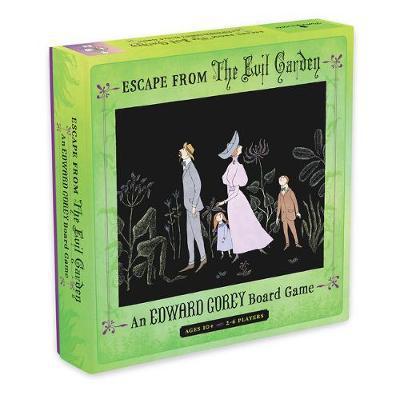 ESCAPE FROM The Evil Garden
An EDWARD GOREY Board Game
AGES 10+ 2-4 PLAYERS
ESCAPE FROM The Evil Garden
An EDWARD GOREY Board Game